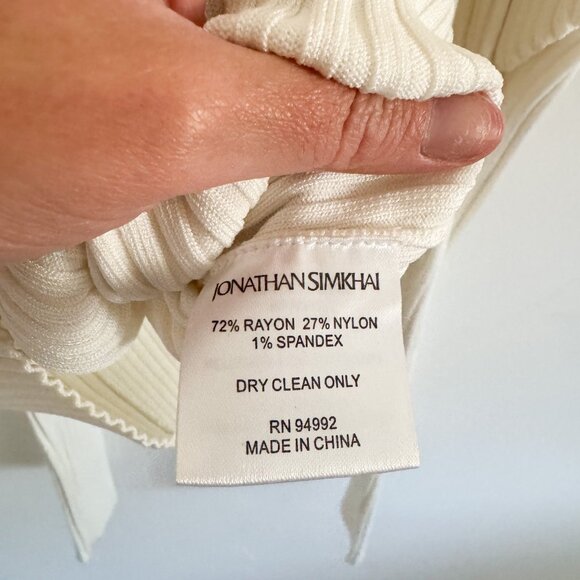 JONATHAN SIMKHAI
72% RAYON 27% NYLON
1% SPANDEX
DRY CLEAN ONLY
RN 94992
MADE IN CHINA